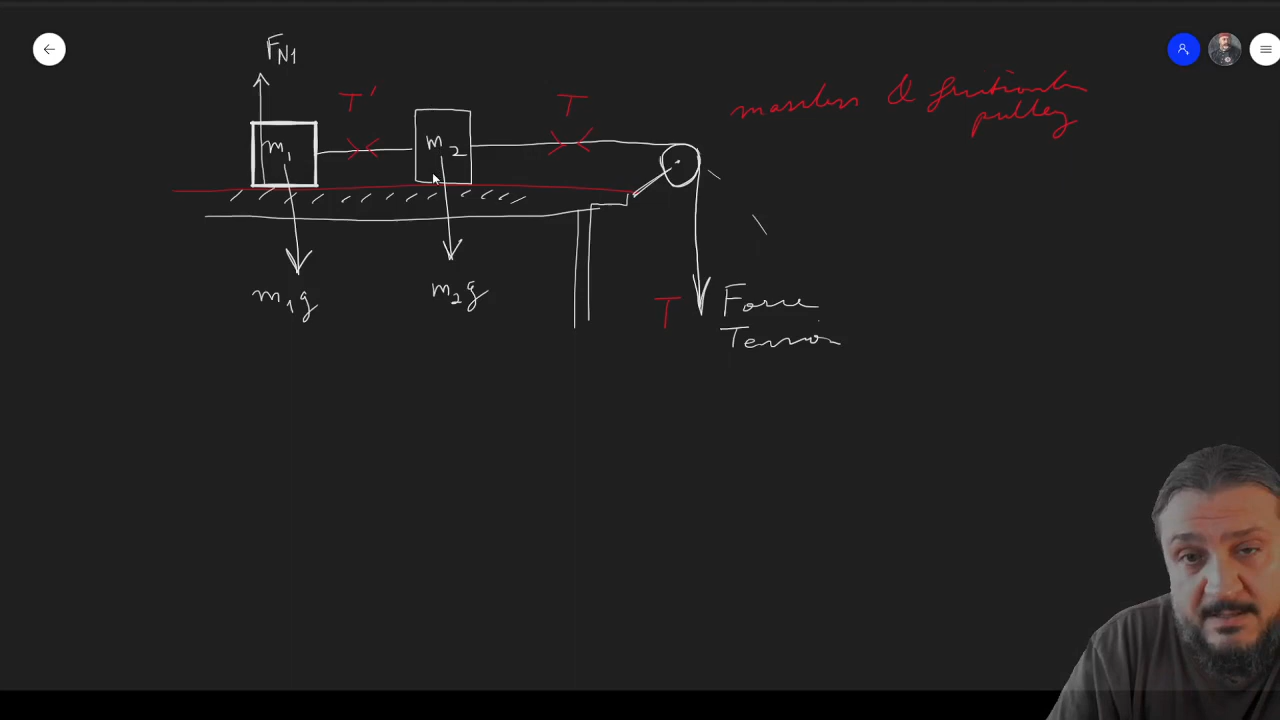 FN1
T' T massless & frictionless
pulley
m1 m2
m1g m2g T Force
Tension